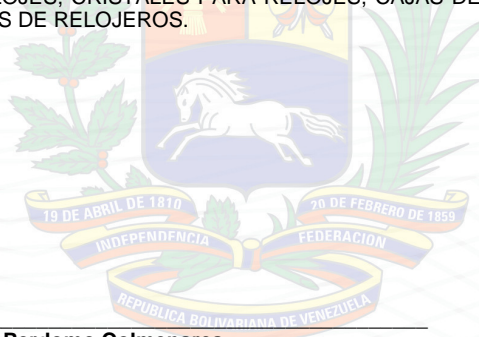 LOJES, CRISTALES PARA RELOJES, CAJAS DE
S DE RELOJEROS.
19 DE ABRIL DE 1810
20 DE FEBRERO DE 1859
INDEPENDENCIA
FEDERACION
REPUBLICA BOLIVARIANA DE VENEZUELA